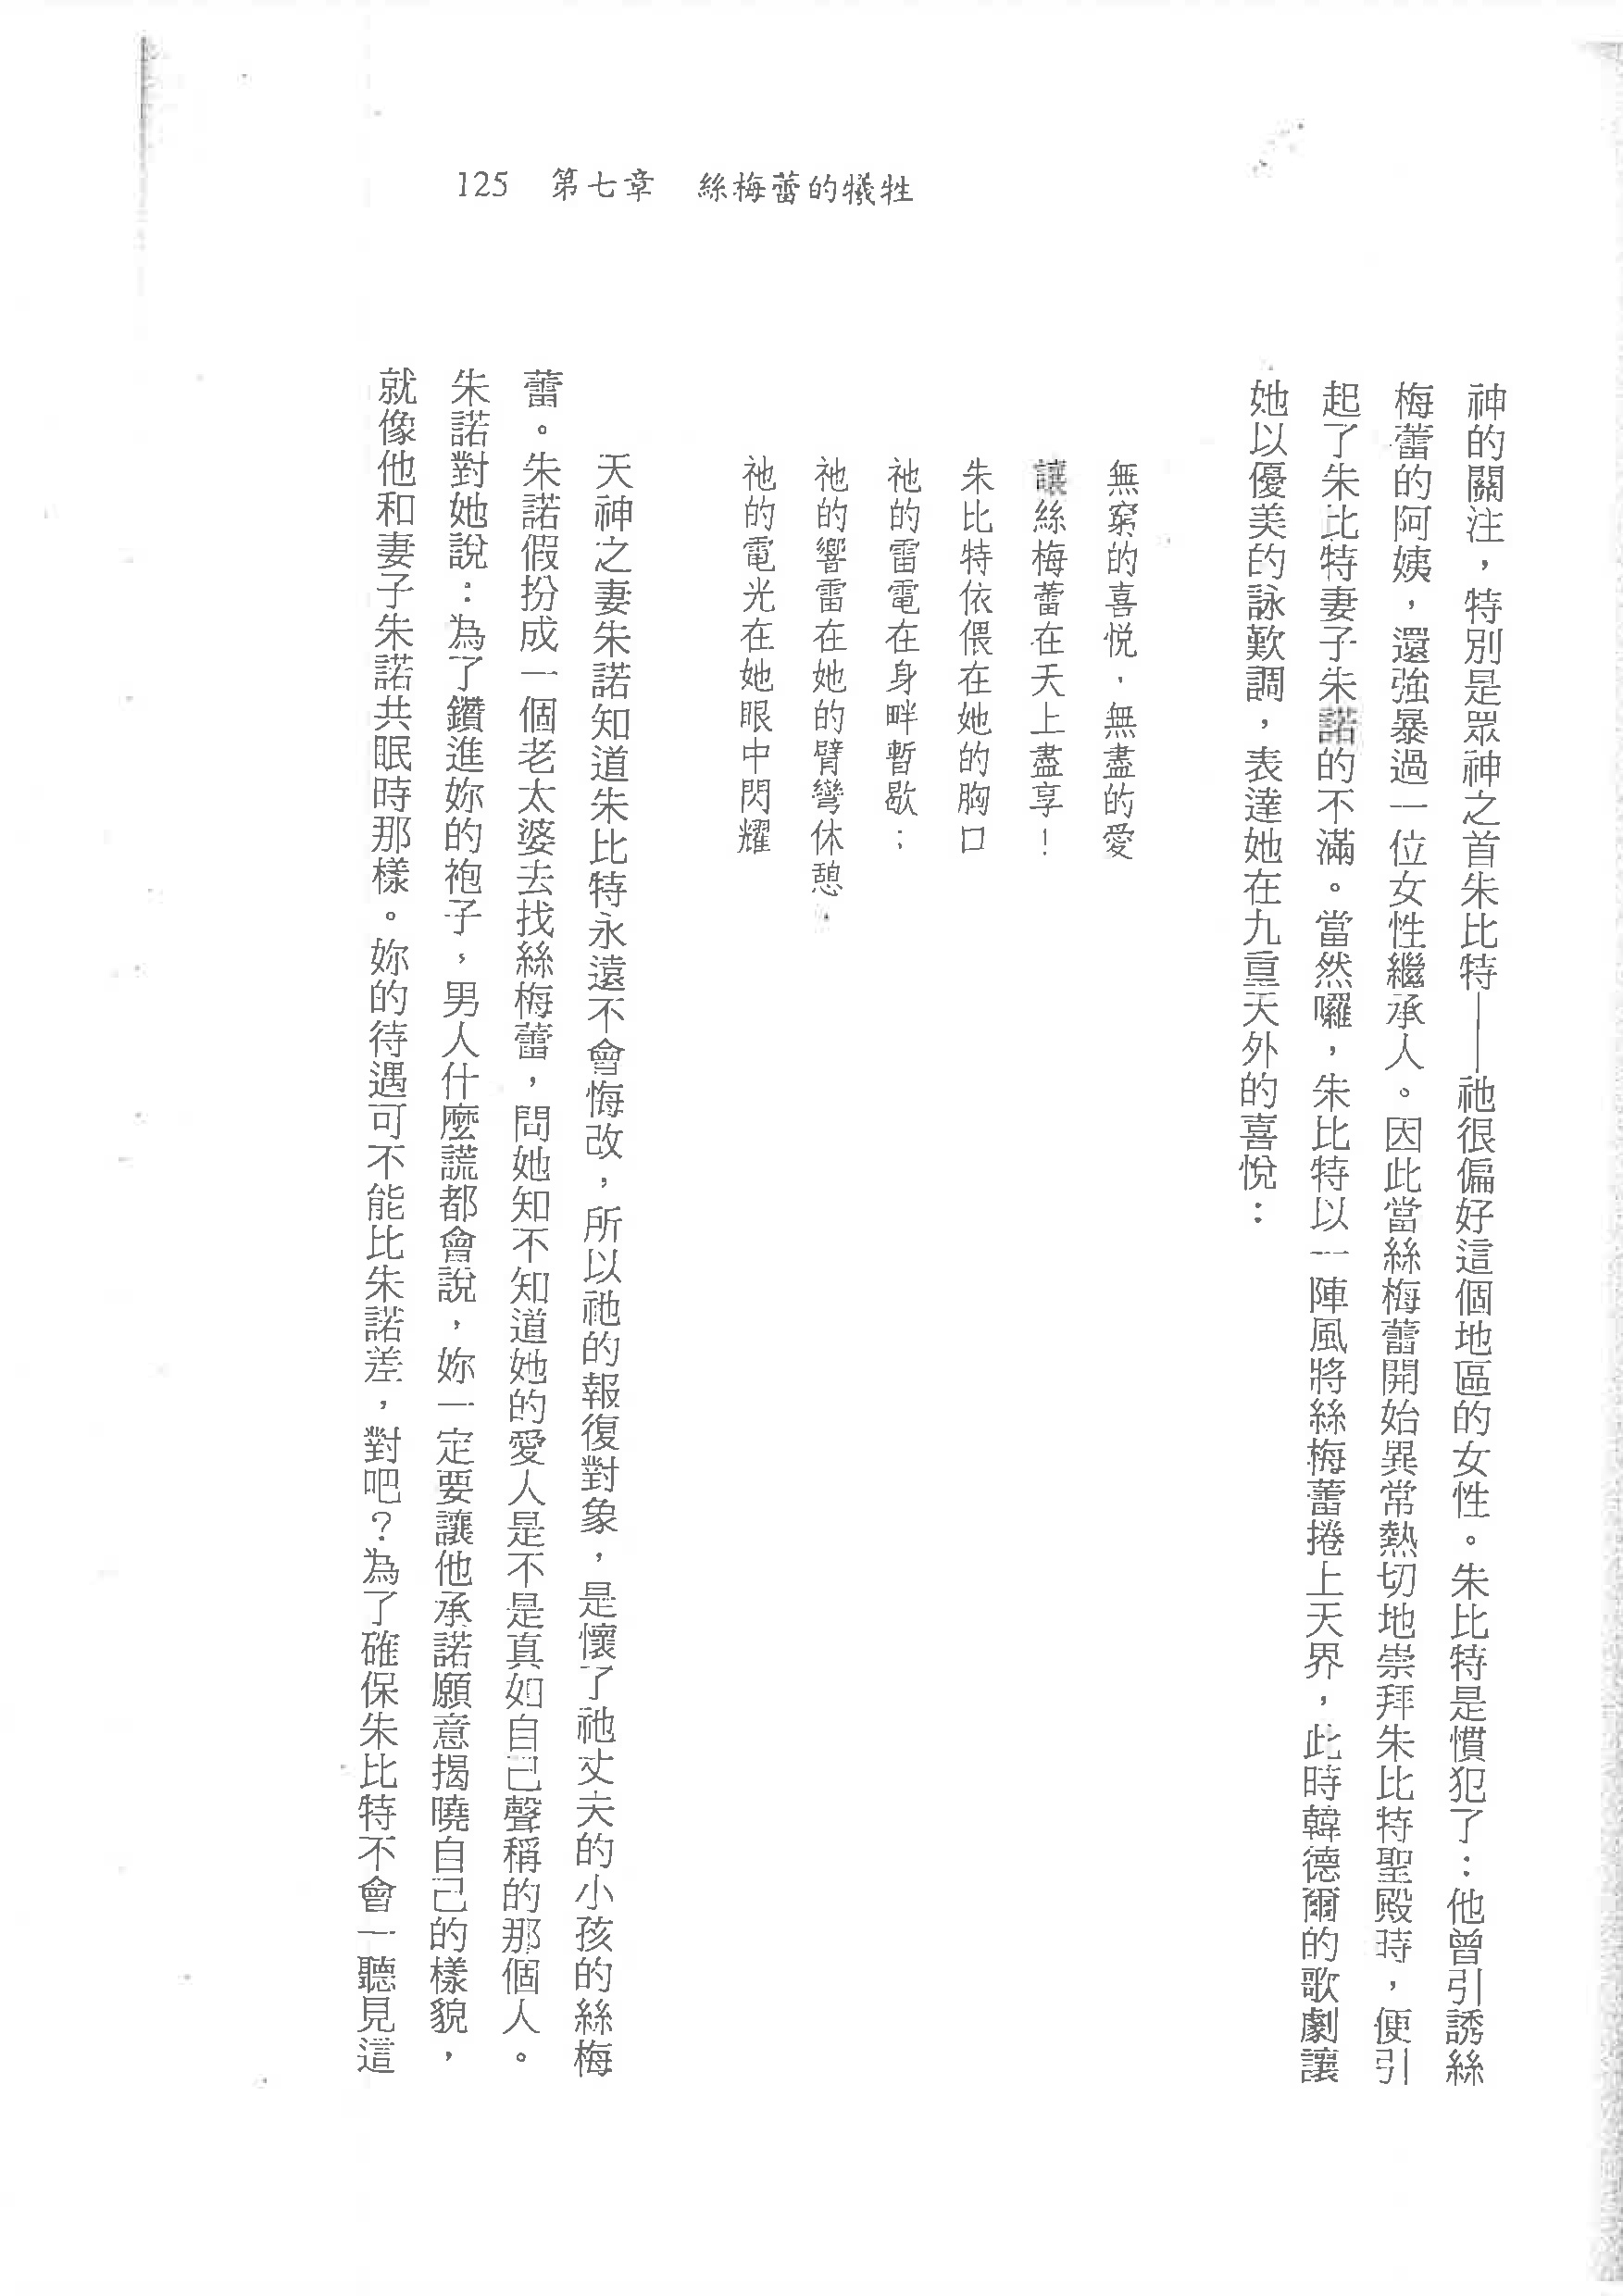 125 第七章 絲梅蕾的犧牲
神的關注，特別是眾神之首朱比特——祂很偏好這個地區的女性。朱比特是慣犯了：他曾引誘絲
梅蕾的阿姨，還強暴過一位女性繼承人。因此當絲梅蕾開始異常熱切地崇拜朱比特聖殿時，便引
起了朱比特妻子朱諾的不滿。當然囉，朱比特以一陣風將絲梅蕾捲上天界，此時韓德爾的歌劇讓
她以優美的詠歎調，表達她在九重天外的喜悅：
無窮的喜悅，無盡的愛
讓絲梅蕾在天上盡享！
朱比特依偎在她的胸口
祂的雷電在身畔暫歇；
祂的響雷在她的臂彎休憩，
祂的電光在她眼中閃耀
天神之妻朱諾知道朱比特永遠不會悔改，所以祂的報復對象，是懷了祂丈夫的小孩的絲梅
蕾。朱諾假扮成一個老太婆去找絲梅蕾，問她知不知道她的愛人是不是真如自己聲稱的那個人。
朱諾對她說：為了鑽進妳的袍子，男人什麼謊都會說，妳一定要讓他承諾願意揭曉自己的樣貌，
就像他和妻子朱諾共眠時那樣。妳的待遇可不能比朱諾差，對吧？為了確保朱比特不會一聽見這